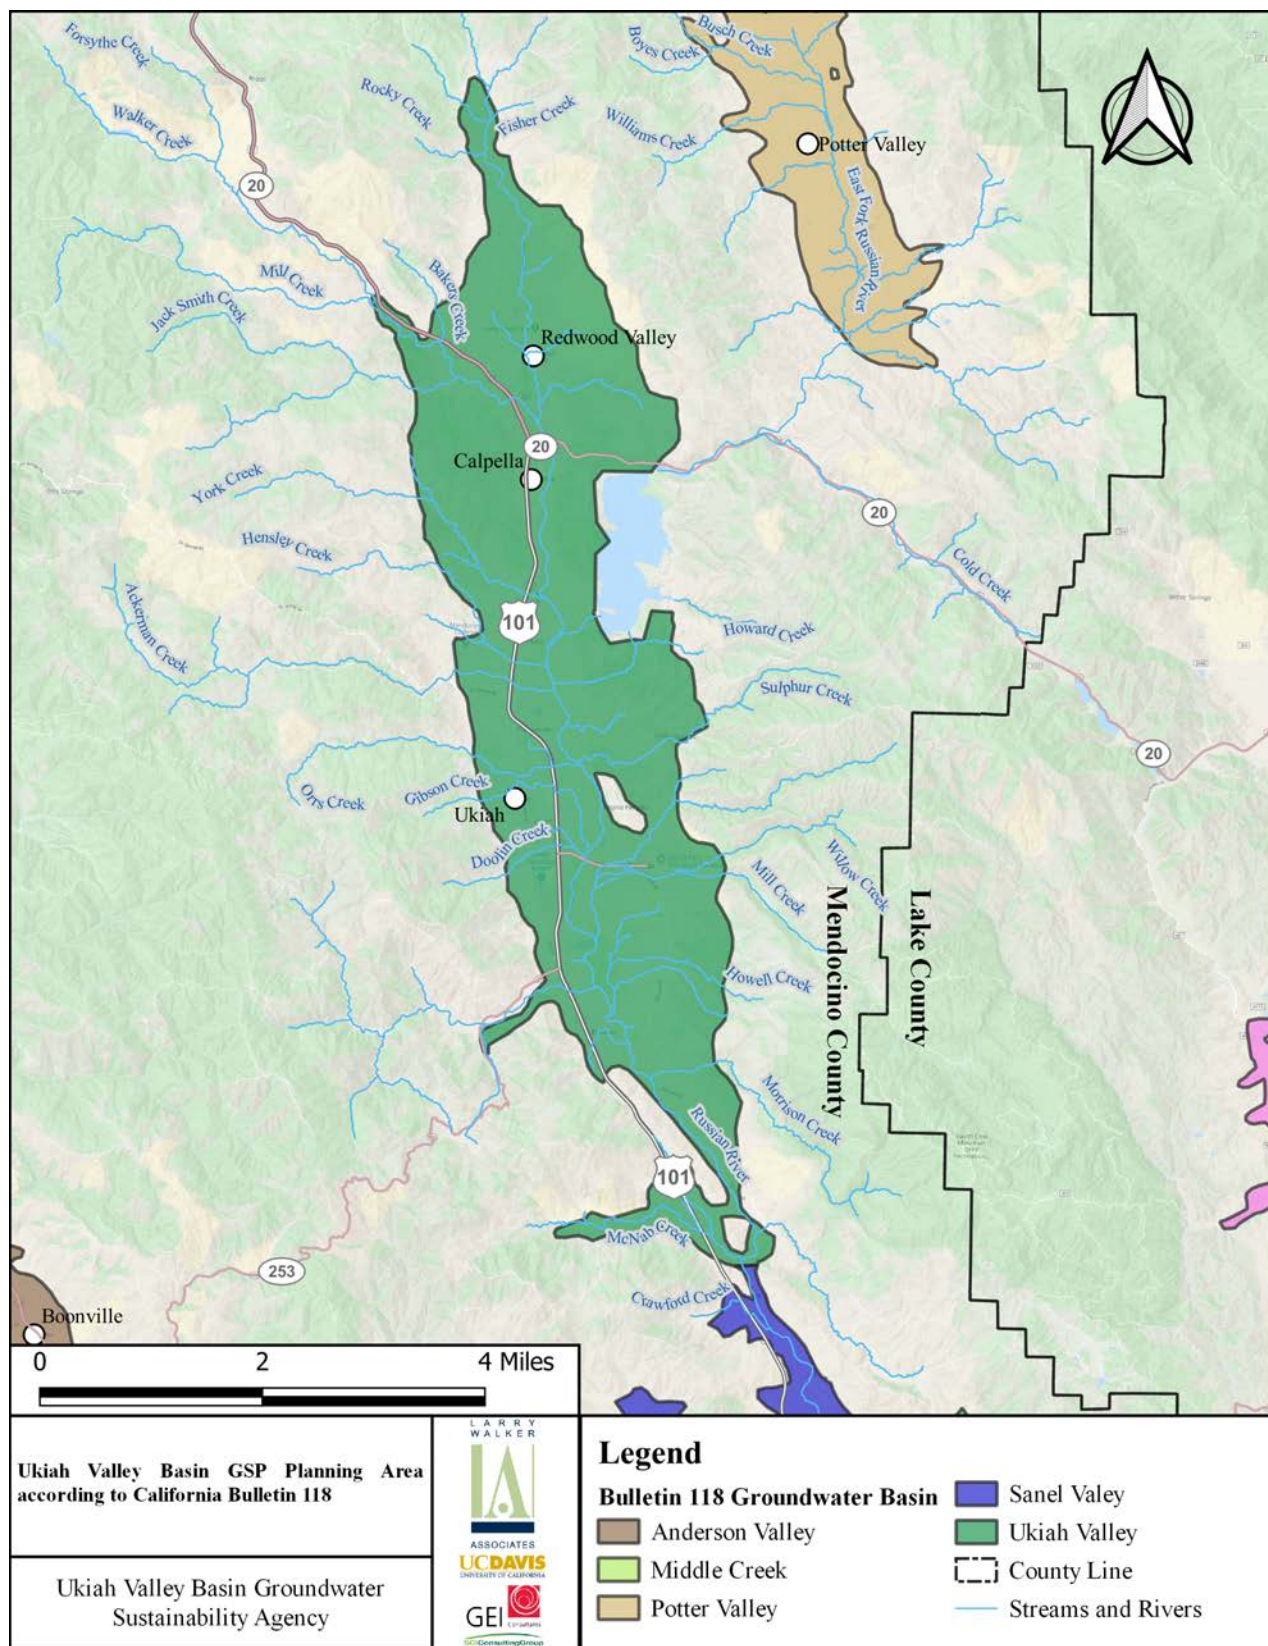 Forsythe Creek
Walker Creek
Rocky Creek
Fisher Creek
Boyes Creek
Busch Creek
Williams Creek
Potter Valley
East Fork Russian River
20
Mill Creek
Jack Smith Creek
Bakers Creek
Redwood Valley
20
Calpella
York Creek
Hensley Creek
20
Cold Creek
Ackerman Creek
101
Howard Creek
Sulphur Creek
20
Orrs Creek
Gibson Creek
Ukiah
Doolin Creek
Willow Creek
Mill Creek
Mendocino County
Lake County
Howell Creek
Morrison Creek
Russian River
101
McNab Creek
253
Crawford Creek
Boonville
0 2 4 Miles
Ukiah Valley Basin GSP Planning Area
according to California Bulletin 118
Ukiah Valley Basin Groundwater
Sustainability Agency
LARRY
WALKER
ASSOCIATES
UCDAVIS
UNIVERSITY OF CALIFORNIA
GEI Consultants
SCIConsultingGroup
Legend
Bulletin 118 Groundwater Basin
Anderson Valley
Middle Creek
Potter Valley
Sanel Valey
Ukiah Valley
County Line
Streams and Rivers